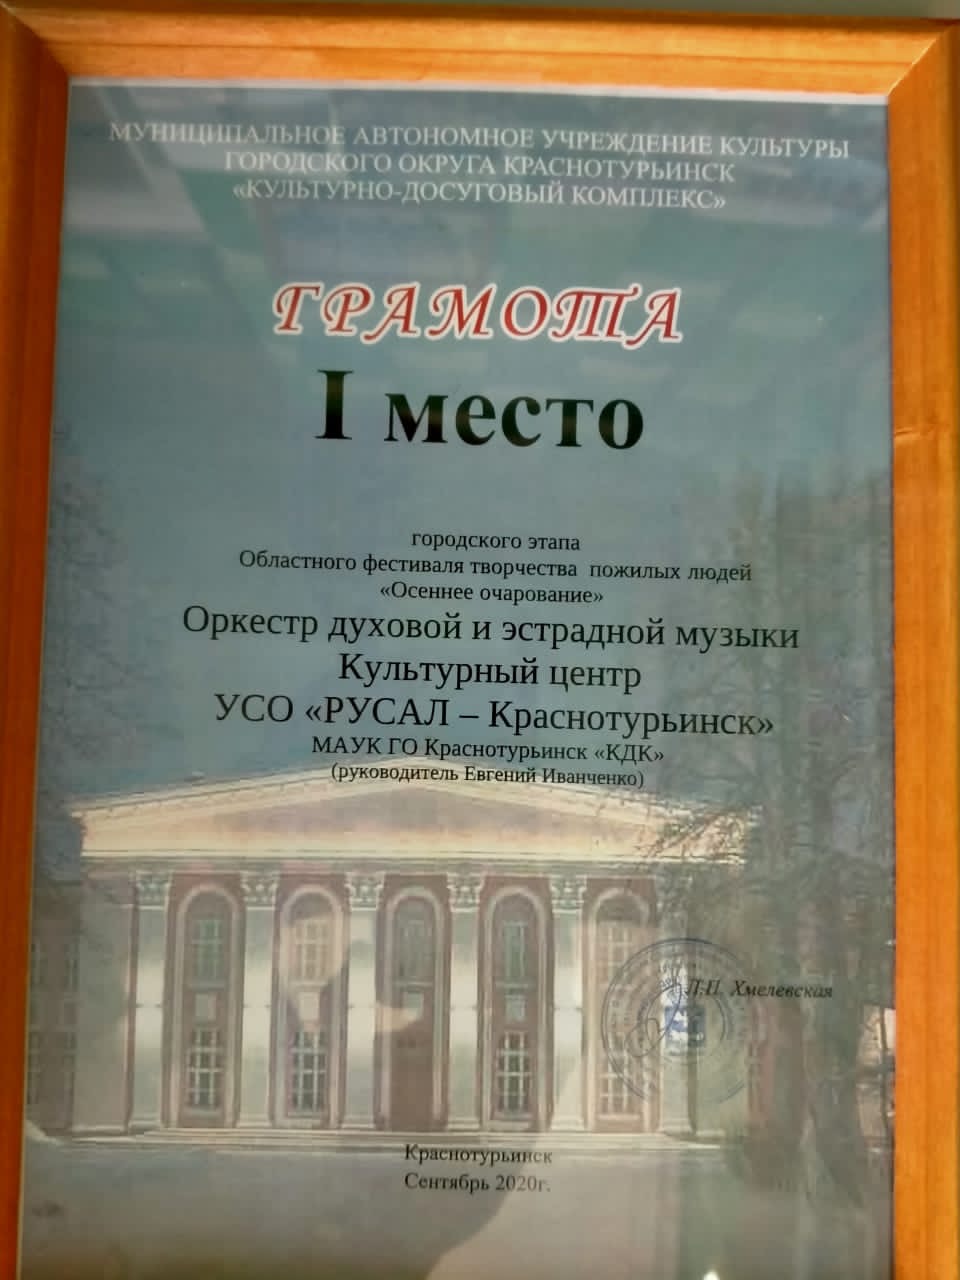 МУНИЦИПАЛЬНОЕ АВТОНОМНОЕ УЧРЕЖДЕНИЕ КУЛЬТУРЫ
ГОРОДСКОГО ОКРУГА КРАСНОТУРЬИНСК
«КУЛЬТУРНО-ДОСУГОВЫЙ КОМПЛЕКС»
ГРАМОТА
I место
городского этапа
Областного фестиваля творчества пожилых людей
«Осеннее очарование»
Оркестр духовой и эстрадной музыки
Культурный центр
УСО «РУСАЛ – Краснотурьинск»
МАУК ГО Краснотурьинск «КДК»
(руководитель Евгений Иванченко)
Л.П. Хмелевская
Краснотурьинск
Сентябрь 2020г.